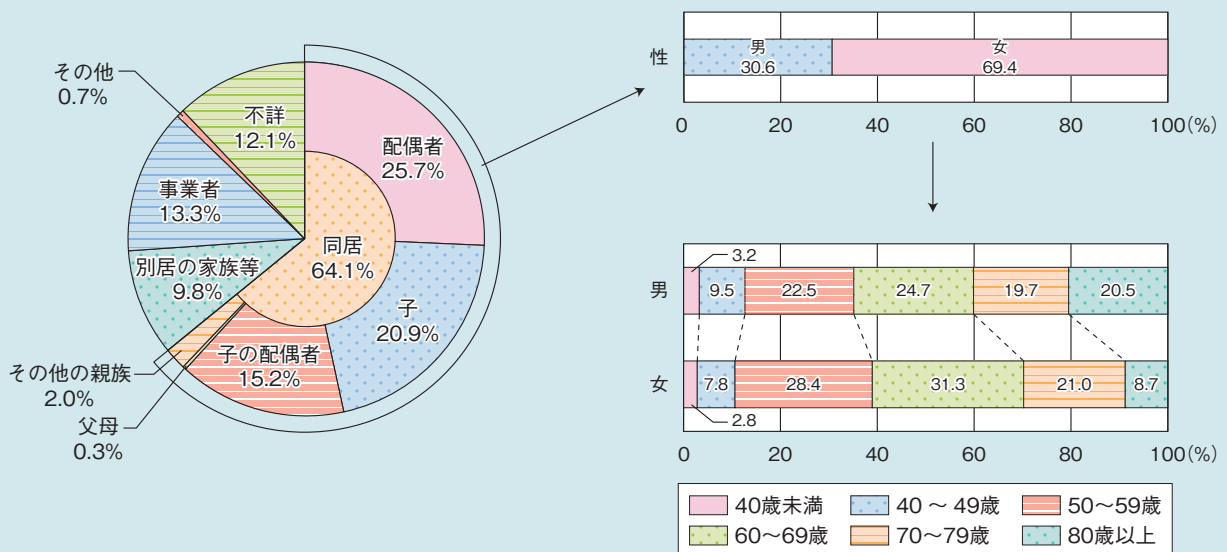 その他
0.7%
不詳
12.1%
配偶者
25.7%
事業者
13.3%
同居
64.1%
別居の家族等
9.8%
子
20.9%
子の配偶者
15.2%
その他の親族
2.0%
父母
0.3%
性
男
30.6
女
69.4
0 20 40 60 80 100(%)
3.2
男 9.5 22.5 24.7 19.7 20.5
女 7.8 28.4 31.3 21.0 8.7
2.8
0 20 40 60 80 100(%)
40歳未満 40 ~ 49歳 50~59歳
60~69歳 70~79歳 80歳以上